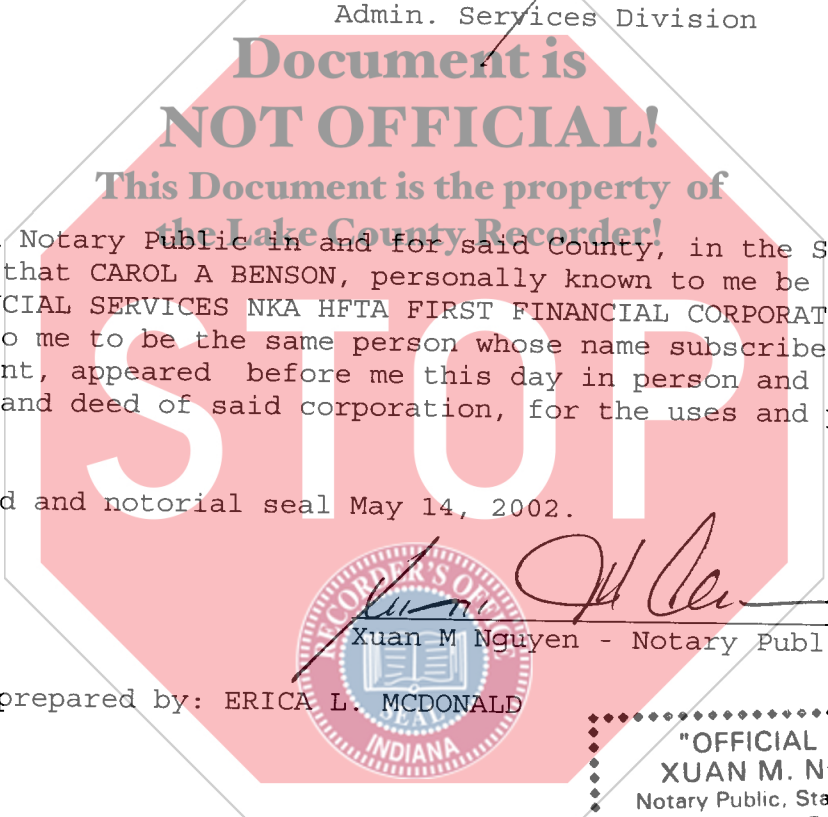 Admin. Services Division
Document is
NOT OFFICIAL!
This Document is the property of
the Lake County Recorder!
Notary Public in and for said County, in the S
that CAROL A BENSON, personally known to me be
CIAL SERVICES NKA HFTA FIRST FINANCIAL CORPORAT
o me to be the same person whose name subscribe
nt, appeared before me this day in person and
and deed of said corporation, for the uses and
STOP
d and notorial seal May 14, 2002.
RECORDER'S OFFICE
Xuan M Nguyen - Notary Publ
prepared by: ERICA L. MCDONALD
SEAL
INDIANA
"OFFICIAL
XUAN M. N
Notary Public, Sta